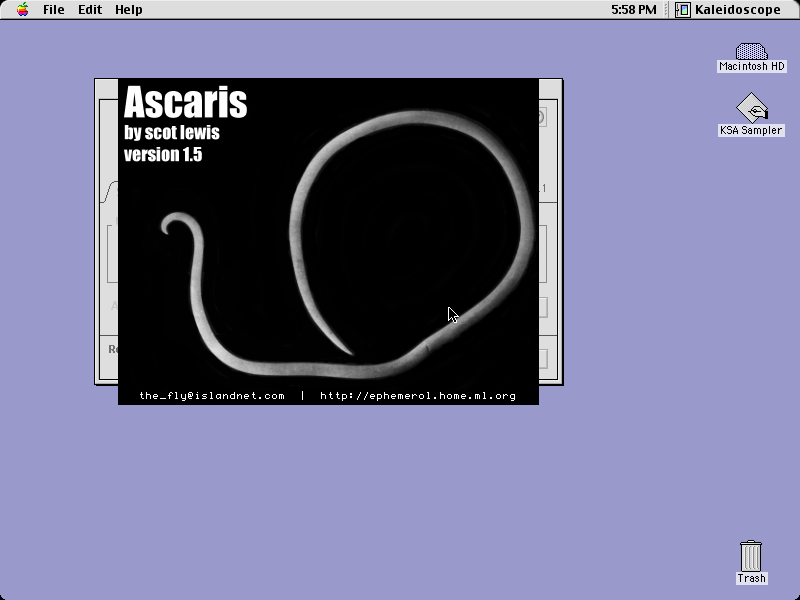 File Edit Help
5:58 PM
Kaleidoscope
Macintosh HD
KSA Sampler
Ascaris
by scot lewis
version 1.5
the_fly@islandnet.com | http://ephemerol.home.ml.org
Trash